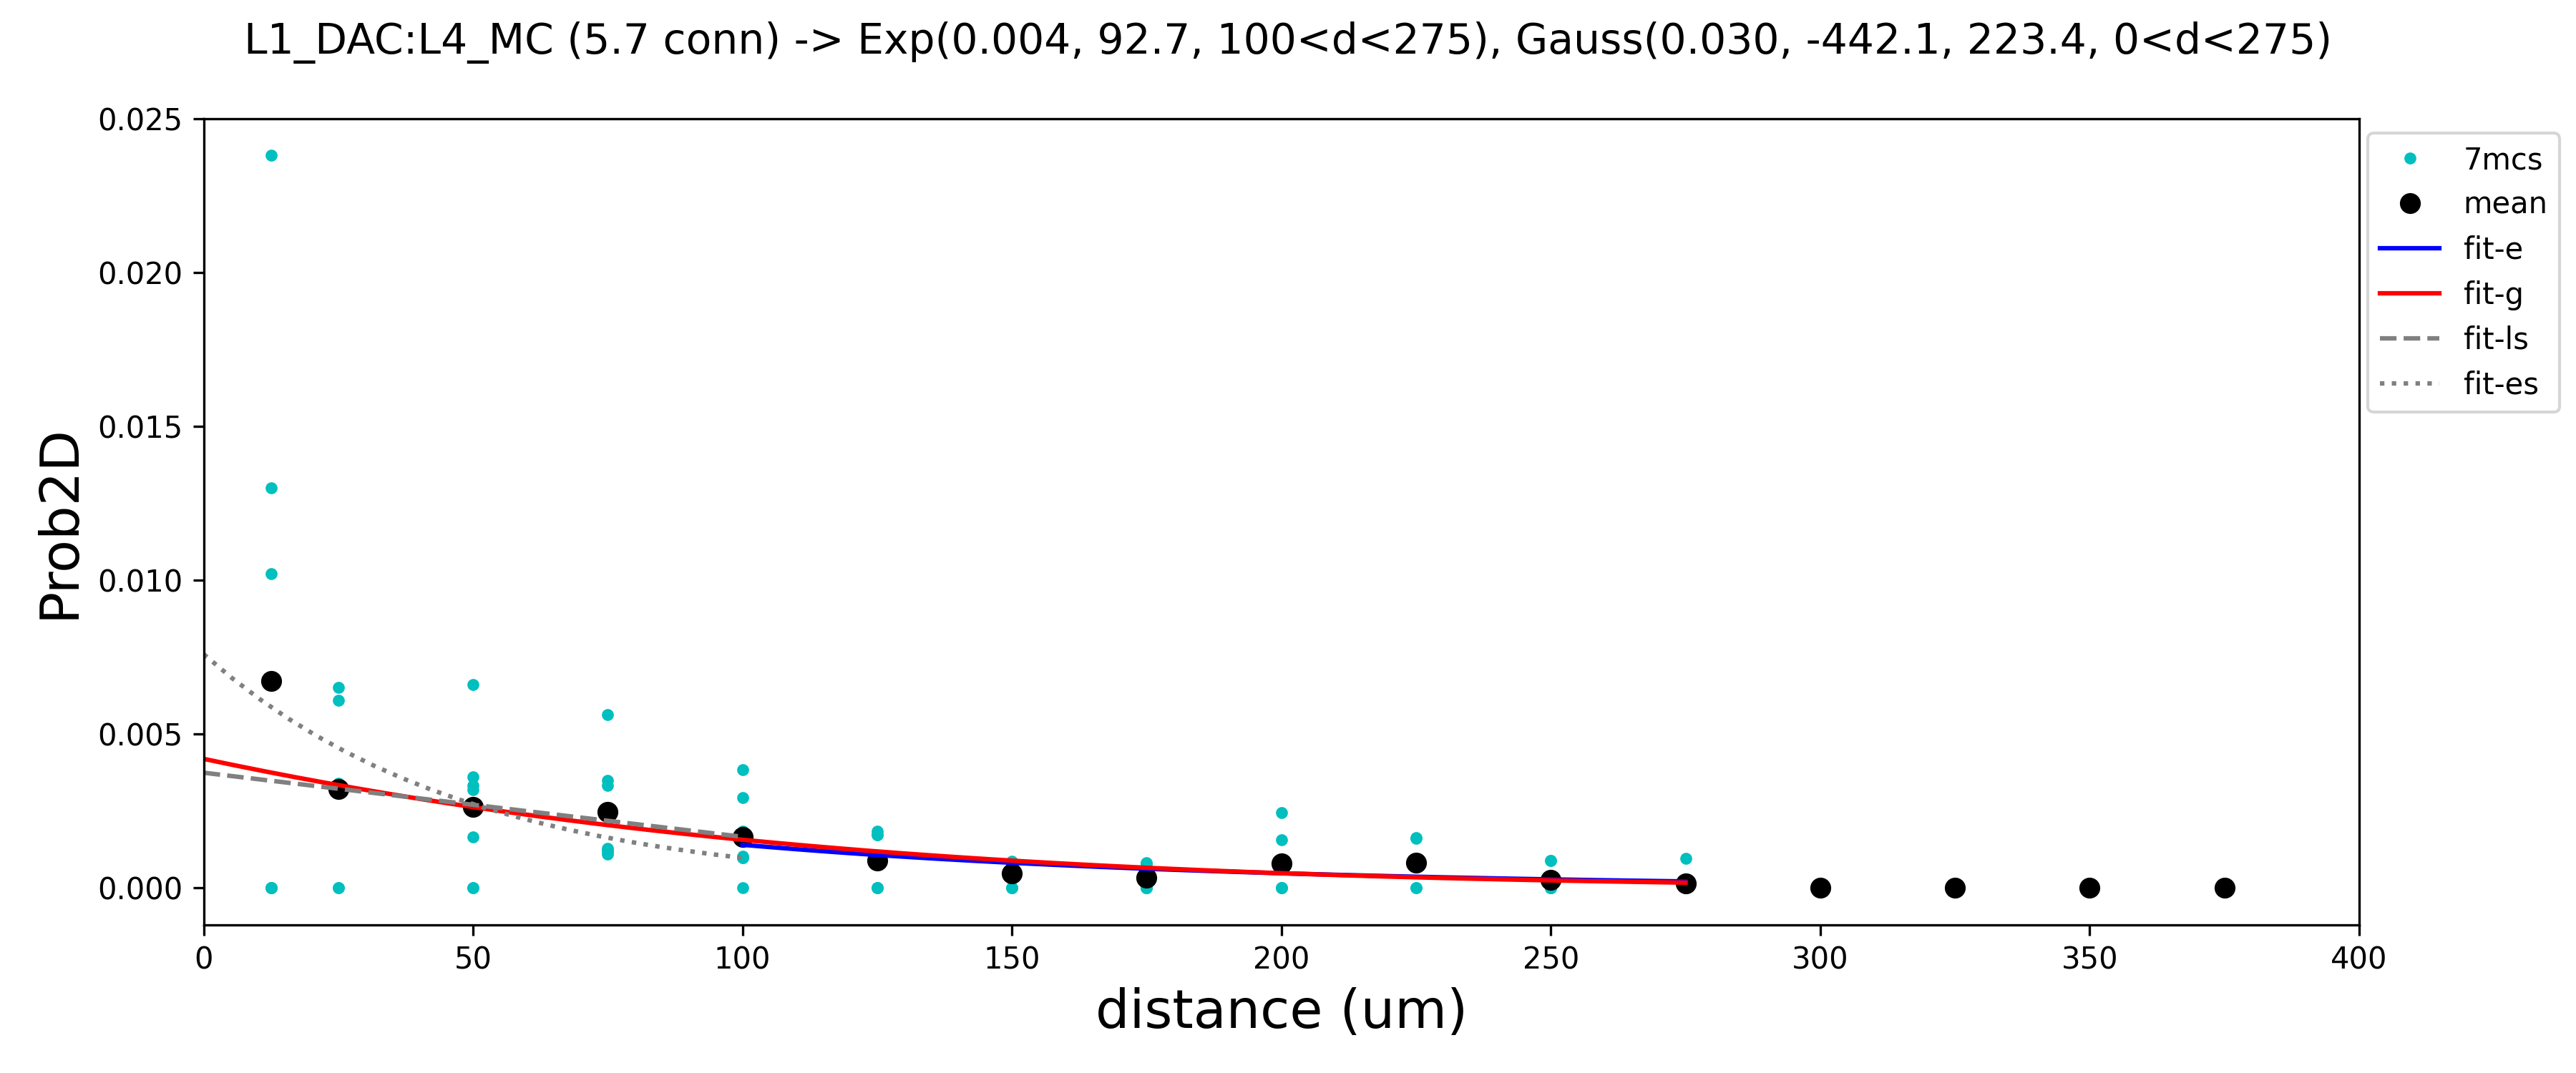 L1_DAC:L4_MC (5.7 conn) -> Exp(0.004, 92.7, 100<d<275), Gauss(0.030, -442.1, 223.4, 0<d<275)
0.025
0.020
0.015
0.010
0.005
0.000
Prob2D
0 50 100 150 200 250 300 350 400
distance (um)
7mcs
mean
fit-e
fit-g
fit-ls
fit-es